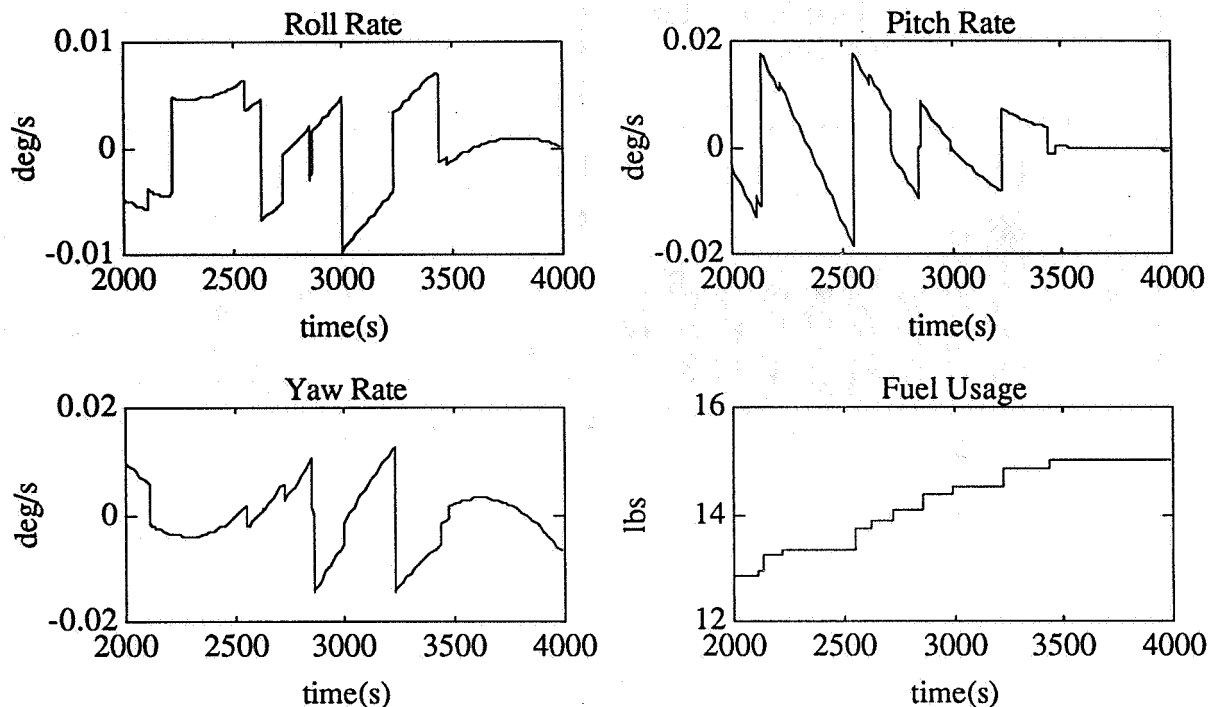 Roll Rate
0.01
0
-0.01
deg/s
2000 2500 3000 3500 4000
time(s)
Pitch Rate
0.02
0
-0.02
deg/s
2000 2500 3000 3500 4000
time(s)
Yaw Rate
0.02
0
-0.02
deg/s
2000 2500 3000 3500 4000
time(s)
Fuel Usage
16
14
12
lbs
2000 2500 3000 3500 4000
time(s)